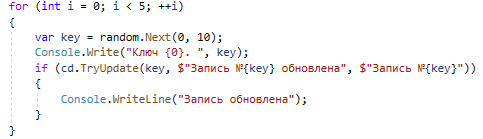 for (int i = 0; i < 5; ++i)
{
    var key = random.Next(0, 10);
    Console.Write("Ключ {0}. ", key);
    if (cd.TryUpdate(key, $"Запись №{key} обновлена", $"Запись №{key}"))
    {
        Console.WriteLine("Запись обновлена");
    }
}